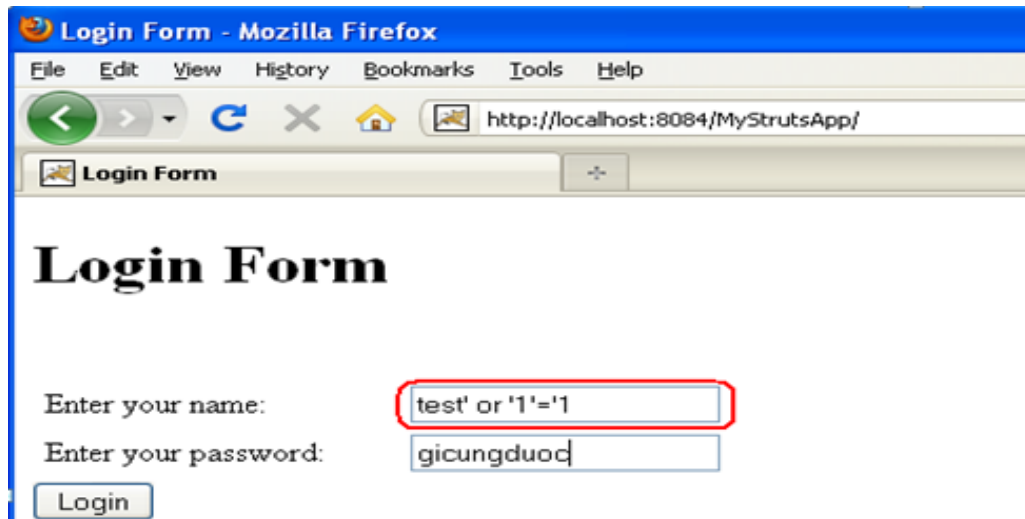 Login Form - Mozilla Firefox
File Edit View History Bookmarks Tools Help
http://localhost:8084/MyStrutsApp/
Login Form
Login Form
Enter your name: test' or '1'='1
Enter your password: gicungduoc
Login